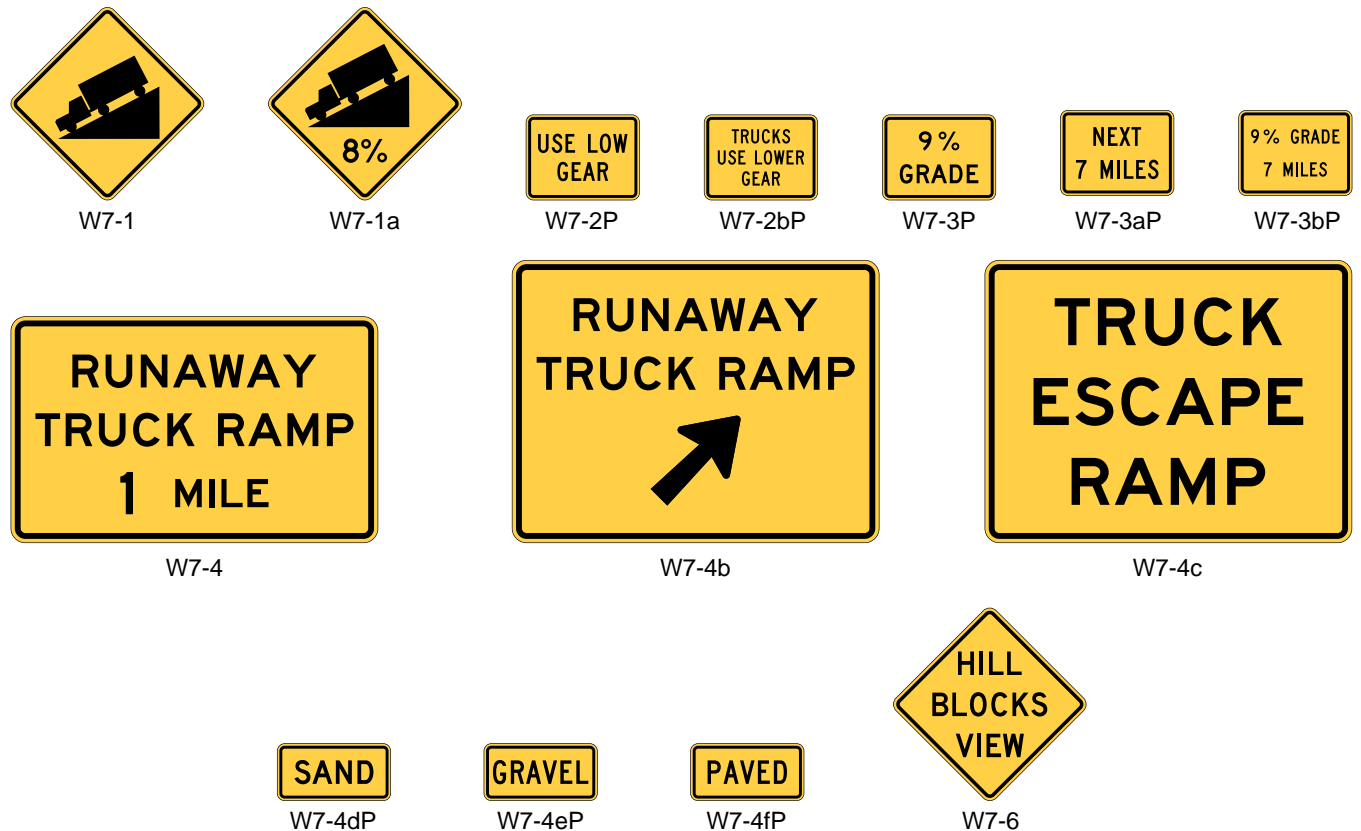 8%
W7-1
W7-1a
USE LOW
GEAR
W7-2P
TRUCKS
USE LOWER
GEAR
W7-2bP
9%
GRADE
W7-3P
NEXT
7 MILES
W7-3aP
9% GRADE
7 MILES
W7-3bP
RUNAWAY
TRUCK RAMP
1 MILE
W7-4
RUNAWAY
TRUCK RAMP
W7-4b
TRUCK
ESCAPE
RAMP
W7-4c
SAND
W7-4dP
GRAVEL
W7-4eP
PAVED
W7-4fP
HILL
BLOCKS
VIEW
W7-6